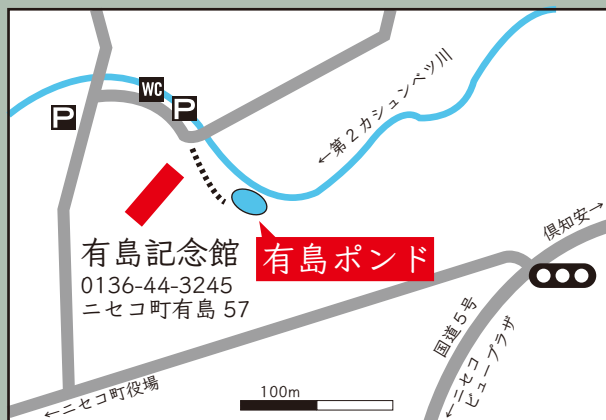 WC
P
P
←第2カシュンベツ川
有島記念館
0136-44-3245
ニセコ町有島 57
有島ポンド
倶知安→
国道5号
←ニセコ
ビュープラザ
←ニセコ町役場
100m